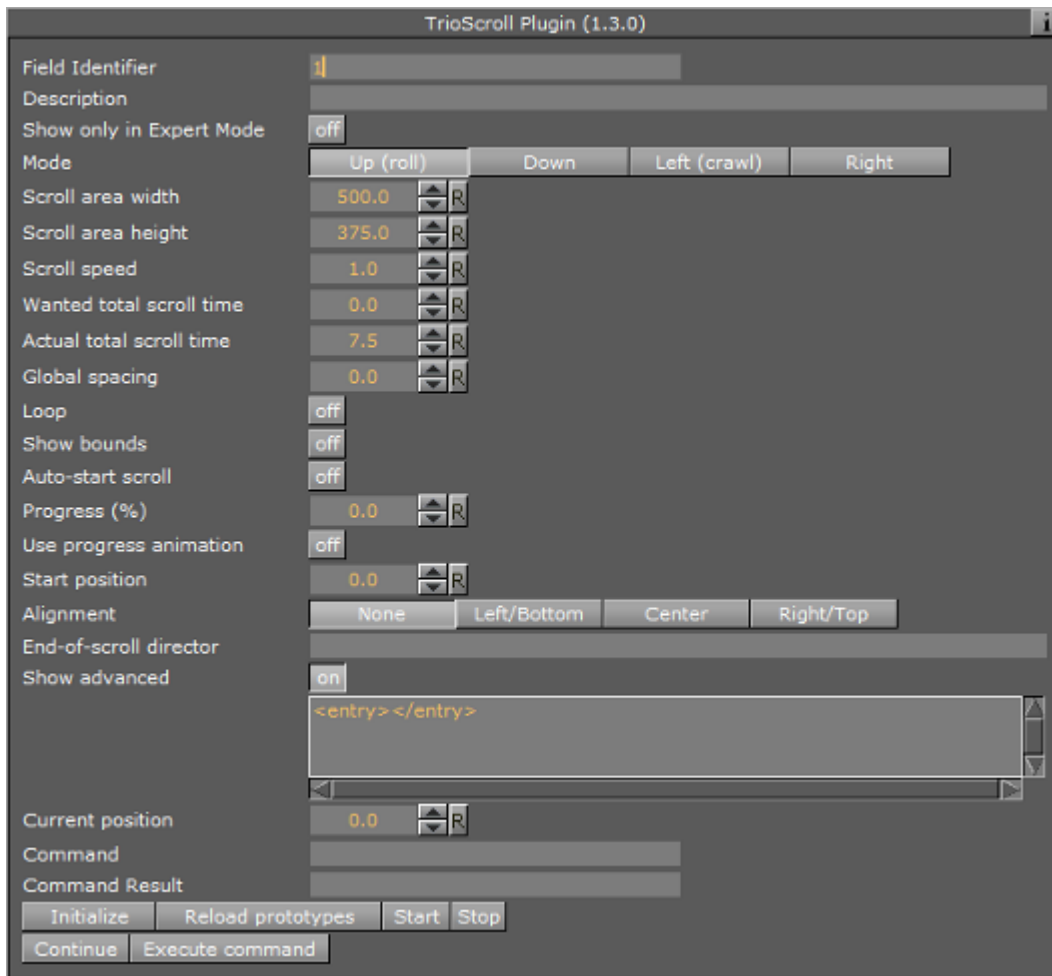 TrioScroll Plugin (1.3.0) i
Field Identifier 1
Description
Show only in Expert Mode off
Mode Up (roll) Down Left (crawl) Right
Scroll area width 500.0 R
Scroll area height 375.0 R
Scroll speed 1.0 R
Wanted total scroll time 0.0 R
Actual total scroll time 7.5 R
Global spacing 0.0 R
Loop off
Show bounds off
Auto-start scroll off
Progress (%) 0.0 R
Use progress animation off
Start position 0.0 R
Alignment None Left/Bottom Center Right/Top
End-of-scroll director
Show advanced on
<entry></entry>
Current position 0.0 R
Command
Command Result
Initialize Reload prototypes Start Stop
Continue Execute command